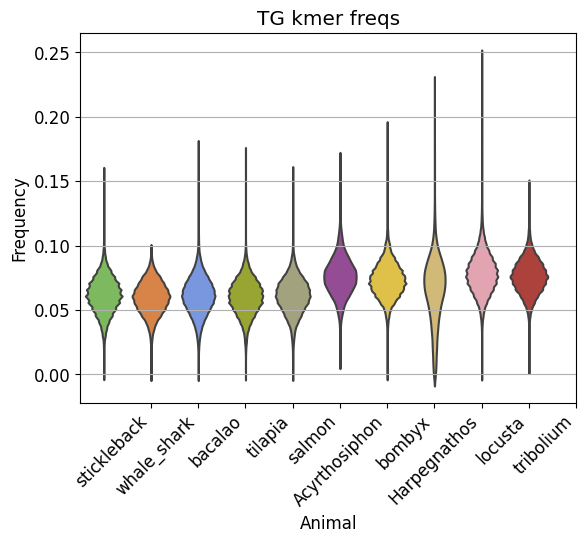 TG kmer freqs
0.25
0.20
0.15
0.10
0.05
0.00
Frequency
stickleback
whale_shark
bacalao
tilapia
salmon
Acyrthosiphon
bombyx
Harpegnathos
locusta
tribolium
Animal